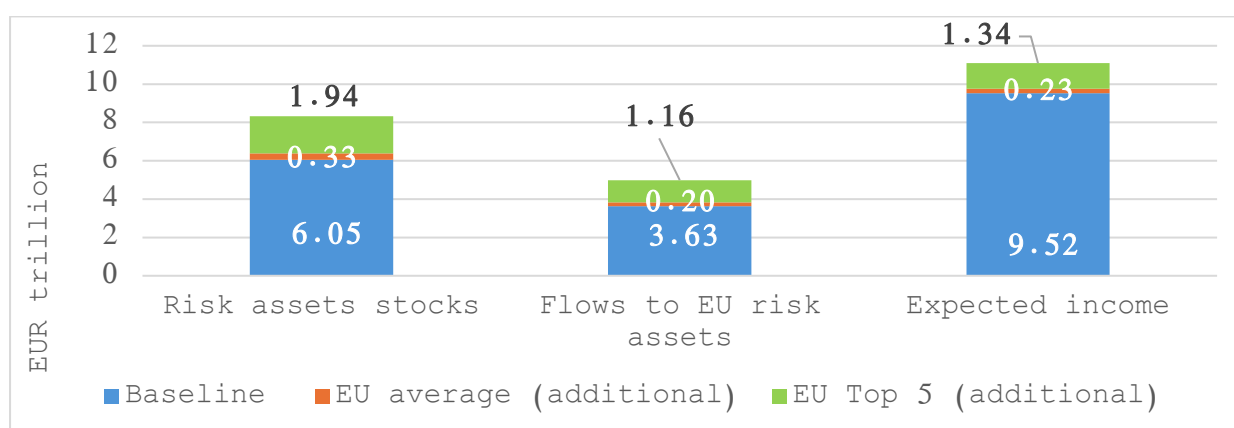 EUR trillion
12
10
8
6
4
2
0
1.94
0.33
6.05
1.16
0.20
3.63
1.34
0.23
9.52
Risk assets stocks
Flows to EU risk
assets
Expected income
Baseline
EU average (additional)
EU Top 5 (additional)